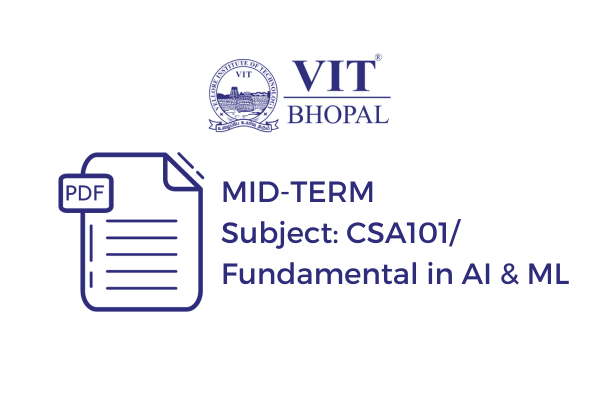 VELLORE INSTITUTE OF TECHNOLOGY
VIT
VIT®
BHOPAL
PDF
MID-TERM
Subject: CSA101/
Fundamental in AI & ML